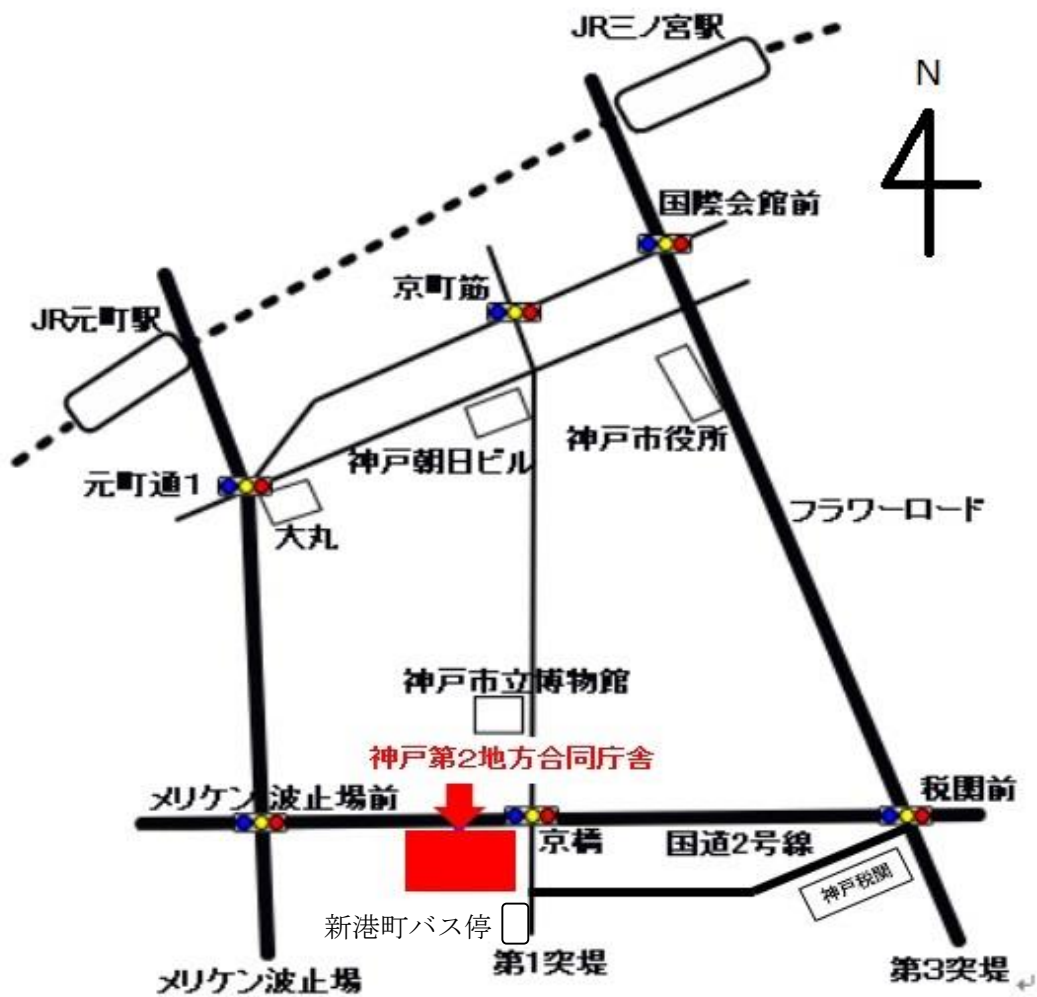 JR三ノ宮駅
N
国際会館前
京町筋
JR元町駅
神戸市役所
神戸朝日ビル
元町通1
フラワーロード
大丸
神戸市立博物館
神戸第2地方合同庁舎
メリケン波止場前
税関前
京橋
国道2号線
神戸税関
新港町バス停
第1突堤
第3突堤
メリケン波止場